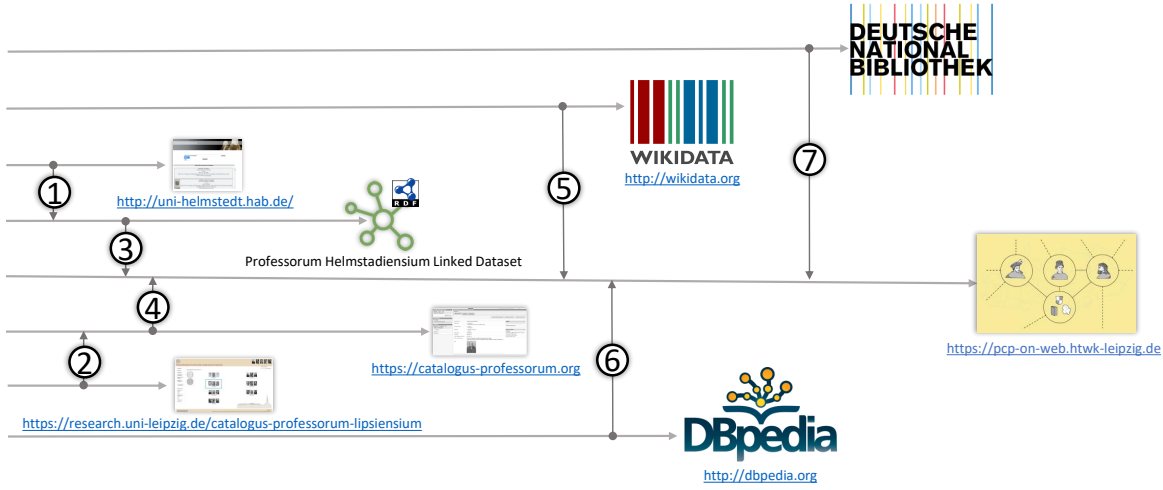 DEUTSCHE
NATIONAL
BIBLIOTHEK
WIKIDATA
http://wikidata.org
7
5
1
http://uni-helmstedt.hab.de/
RDF
3
Professorum Helmstadiensium Linked Dataset
4
2
https://catalogus-professorum.org
6
https://pcp-on-web.htwk-leipzig.de
https://research.uni-leipzig.de/catalogus-professorum-lipsiensium
DBpedia
http://dbpedia.org